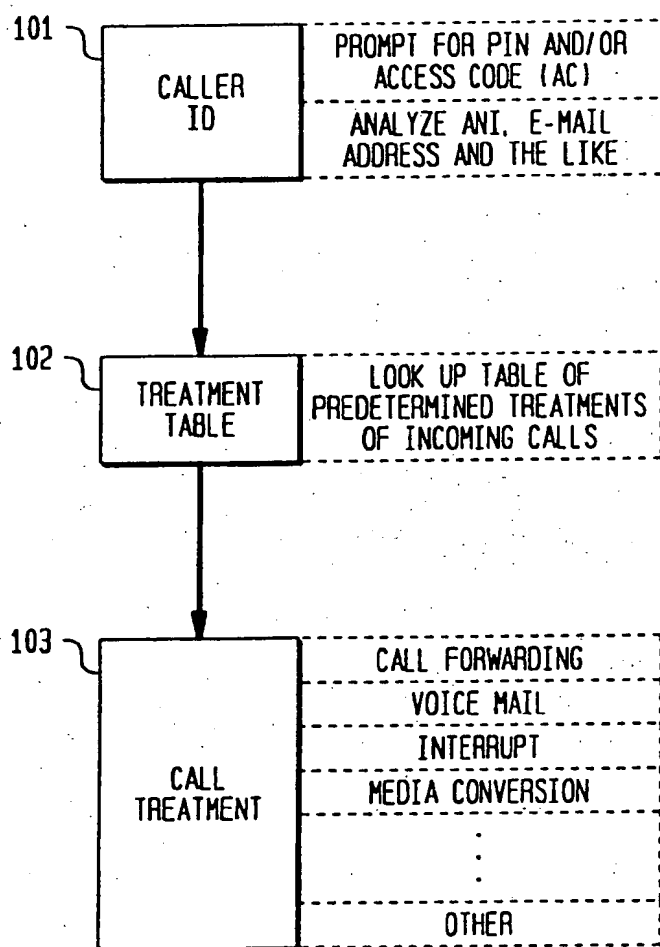 101
CALLER
ID
PROMPT FOR PIN AND/OR
ACCESS CODE (AC)
ANALYZE ANI, E-MAIL
ADDRESS AND THE LIKE
102
TREATMENT
TABLE
LOOK UP TABLE OF
PREDETERMINED TREATMENTS
OF INCOMING CALLS
103
CALL
TREATMENT
CALL FORWARDING
VOICE MAIL
INTERRUPT
MEDIA CONVERSION
OTHER